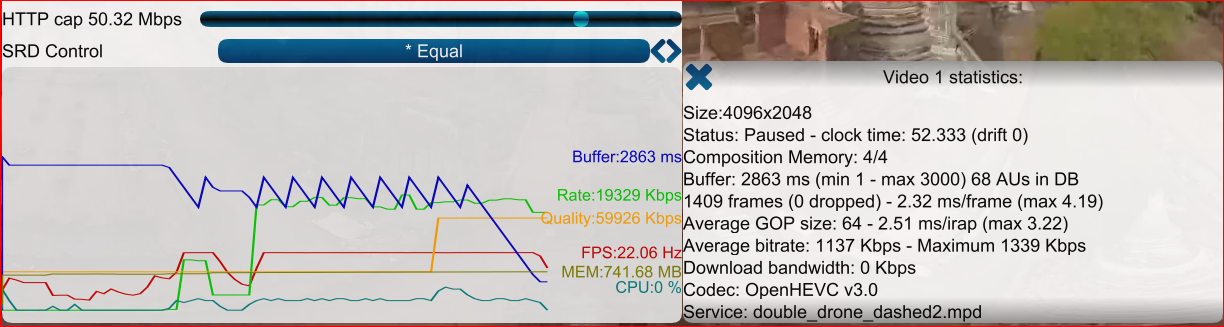 HTTP cap 50.32 Mbps
SRD Control
* Equal
Buffer:2863 ms
Rate:19329 Kbps
Quality:59926 Kbps
FPS:22.06 Hz
MEM:741.68 MB
CPU:0 %
Video 1 statistics:
Size:4096x2048
Status: Paused - clock time: 52.333 (drift 0)
Composition Memory: 4/4
Buffer: 2863 ms (min 1 - max 3000) 68 AUs in DB
1409 frames (0 dropped) - 2.32 ms/frame (max 4.19)
Average GOP size: 64 - 2.51 ms/irap (max 3.22)
Average bitrate: 1137 Kbps - Maximum 1339 Kbps
Download bandwidth: 0 Kbps
Codec: OpenHEVC v3.0
Service: double_drone_dashed2.mpd